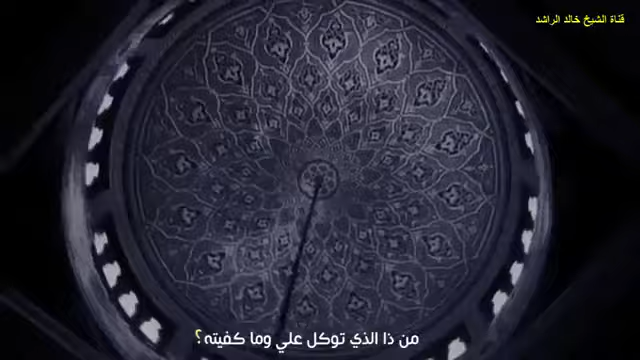 قناة الشيخ خالد الراشد
من ذا الذي توكل علي وما كفيته؟